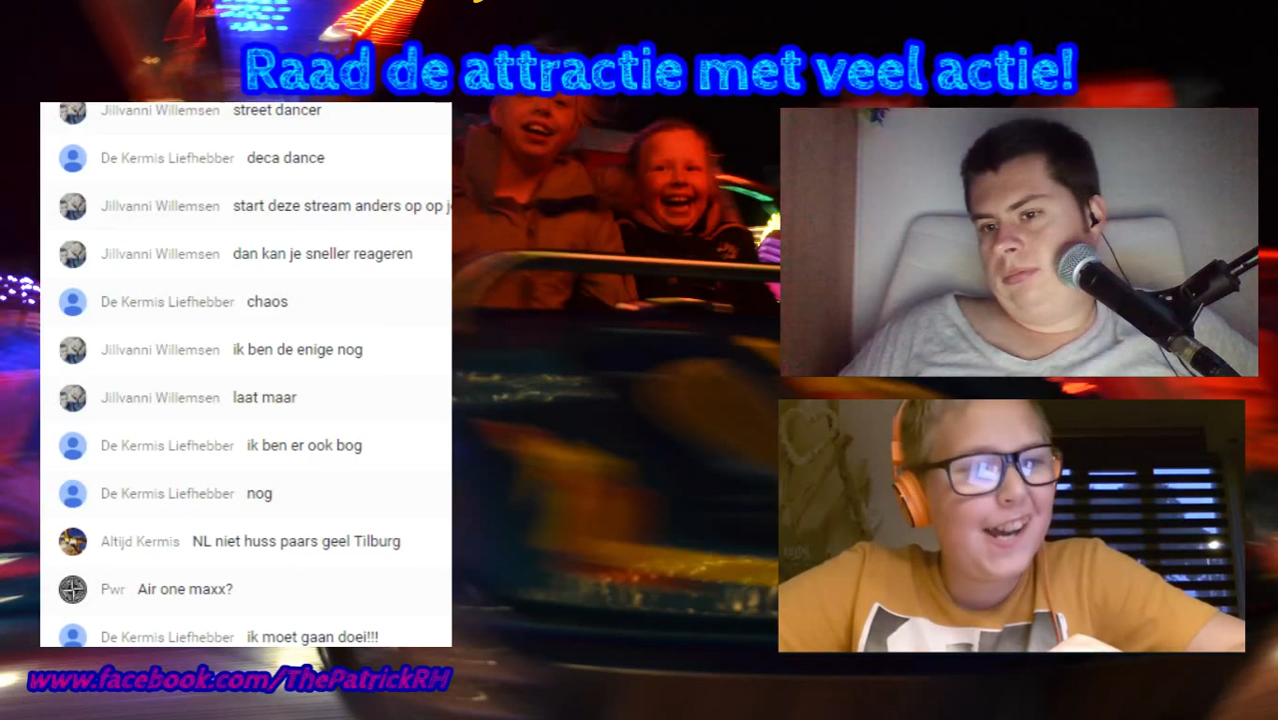 Raad de attractie met veel actie!
Jillvanni Willemsen street dancer
De Kermis Liefhebber deca dance
Jillvanni Willemsen start deze stream anders op op
Jillvanni Willemsen dan kan je sneller reageren
De Kermis Liefhebber chaos
Jillvanni Willemsen ik ben de enige nog
Jillvanni Willemsen laat maar
De Kermis Liefhebber ik ben er ook bog
De Kermis Liefhebber nog
Altijd Kermis NL niet huss paars geel Tilburg
Pwr Air one maxx?
De Kermis Liefhebber ik moet gaan doei!!!
www.facebook.com/ThePatrickRH